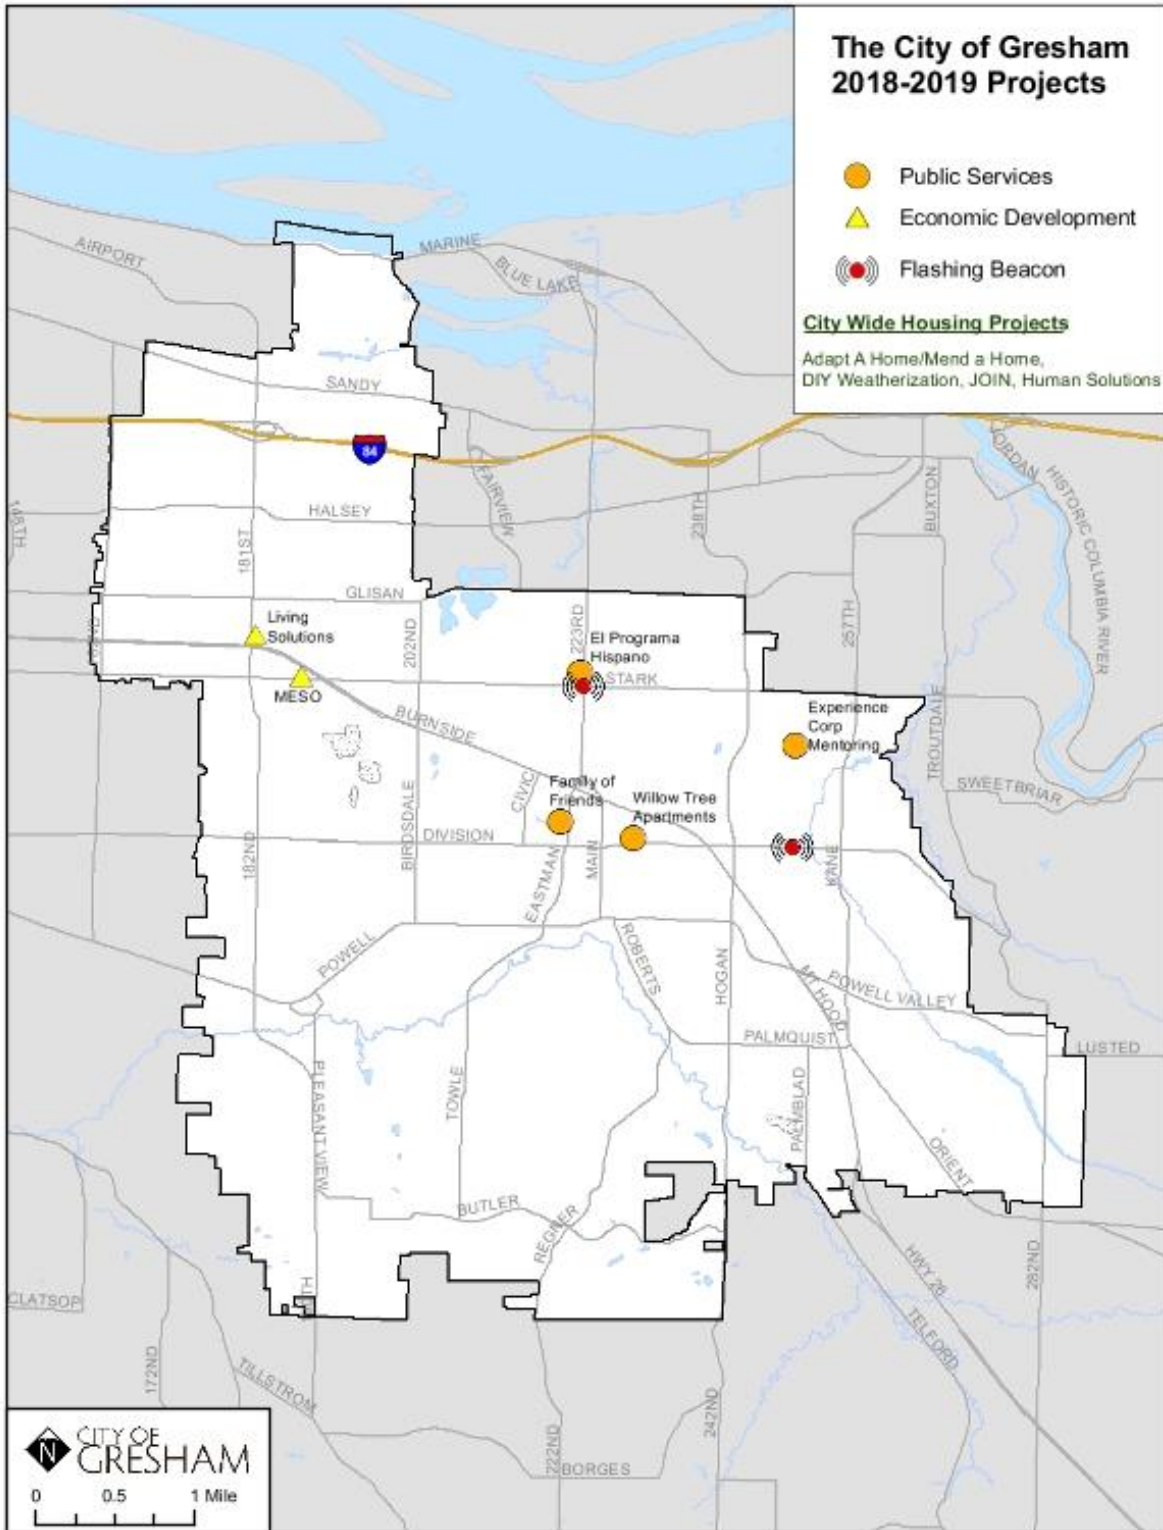 The City of Gresham
2018-2019 Projects
Public Services
Economic Development
Flashing Beacon
City Wide Housing Projects
Adapt A Home/Mend a Home,
DIY Weatherization, JOIN, Human Solutions
AIRPORT
MARINE
BLUE LAKE
SANDY
84
FAIRVIEW
HALSEY
148TH
181ST
238TH
BUXTON
JORDAN
HISTORIC COLUMBIA RIVER
GLISAN
202ND
223RD
257TH
Living
Solutions
El Programa
Hispano
STARK
MESO
BURNSIDE
Experience
Corp
Mentoring
TROUTDALE
SWEETBRIAR
CIVIC
Family of
Friends
Willow Tree
Apartments
BIRDSDALE
DIVISION
182ND
MAIN
KANE
EASTMAN
POWELL
ROBERTS
HOGAN
MT HOOD
POWELL VALLEY
PALMQUIST
LUSTED
PLEASANT VIEW
TOWLE
PALMBLAD
ORIENT
BUTLER
REGNER
HWY 26
282ND
CLATSOP
TELFORD
172ND
TILLSTROM
242ND
222ND
BORGES
N
CITY OF
GRESHAM
0 0.5 1 Mile